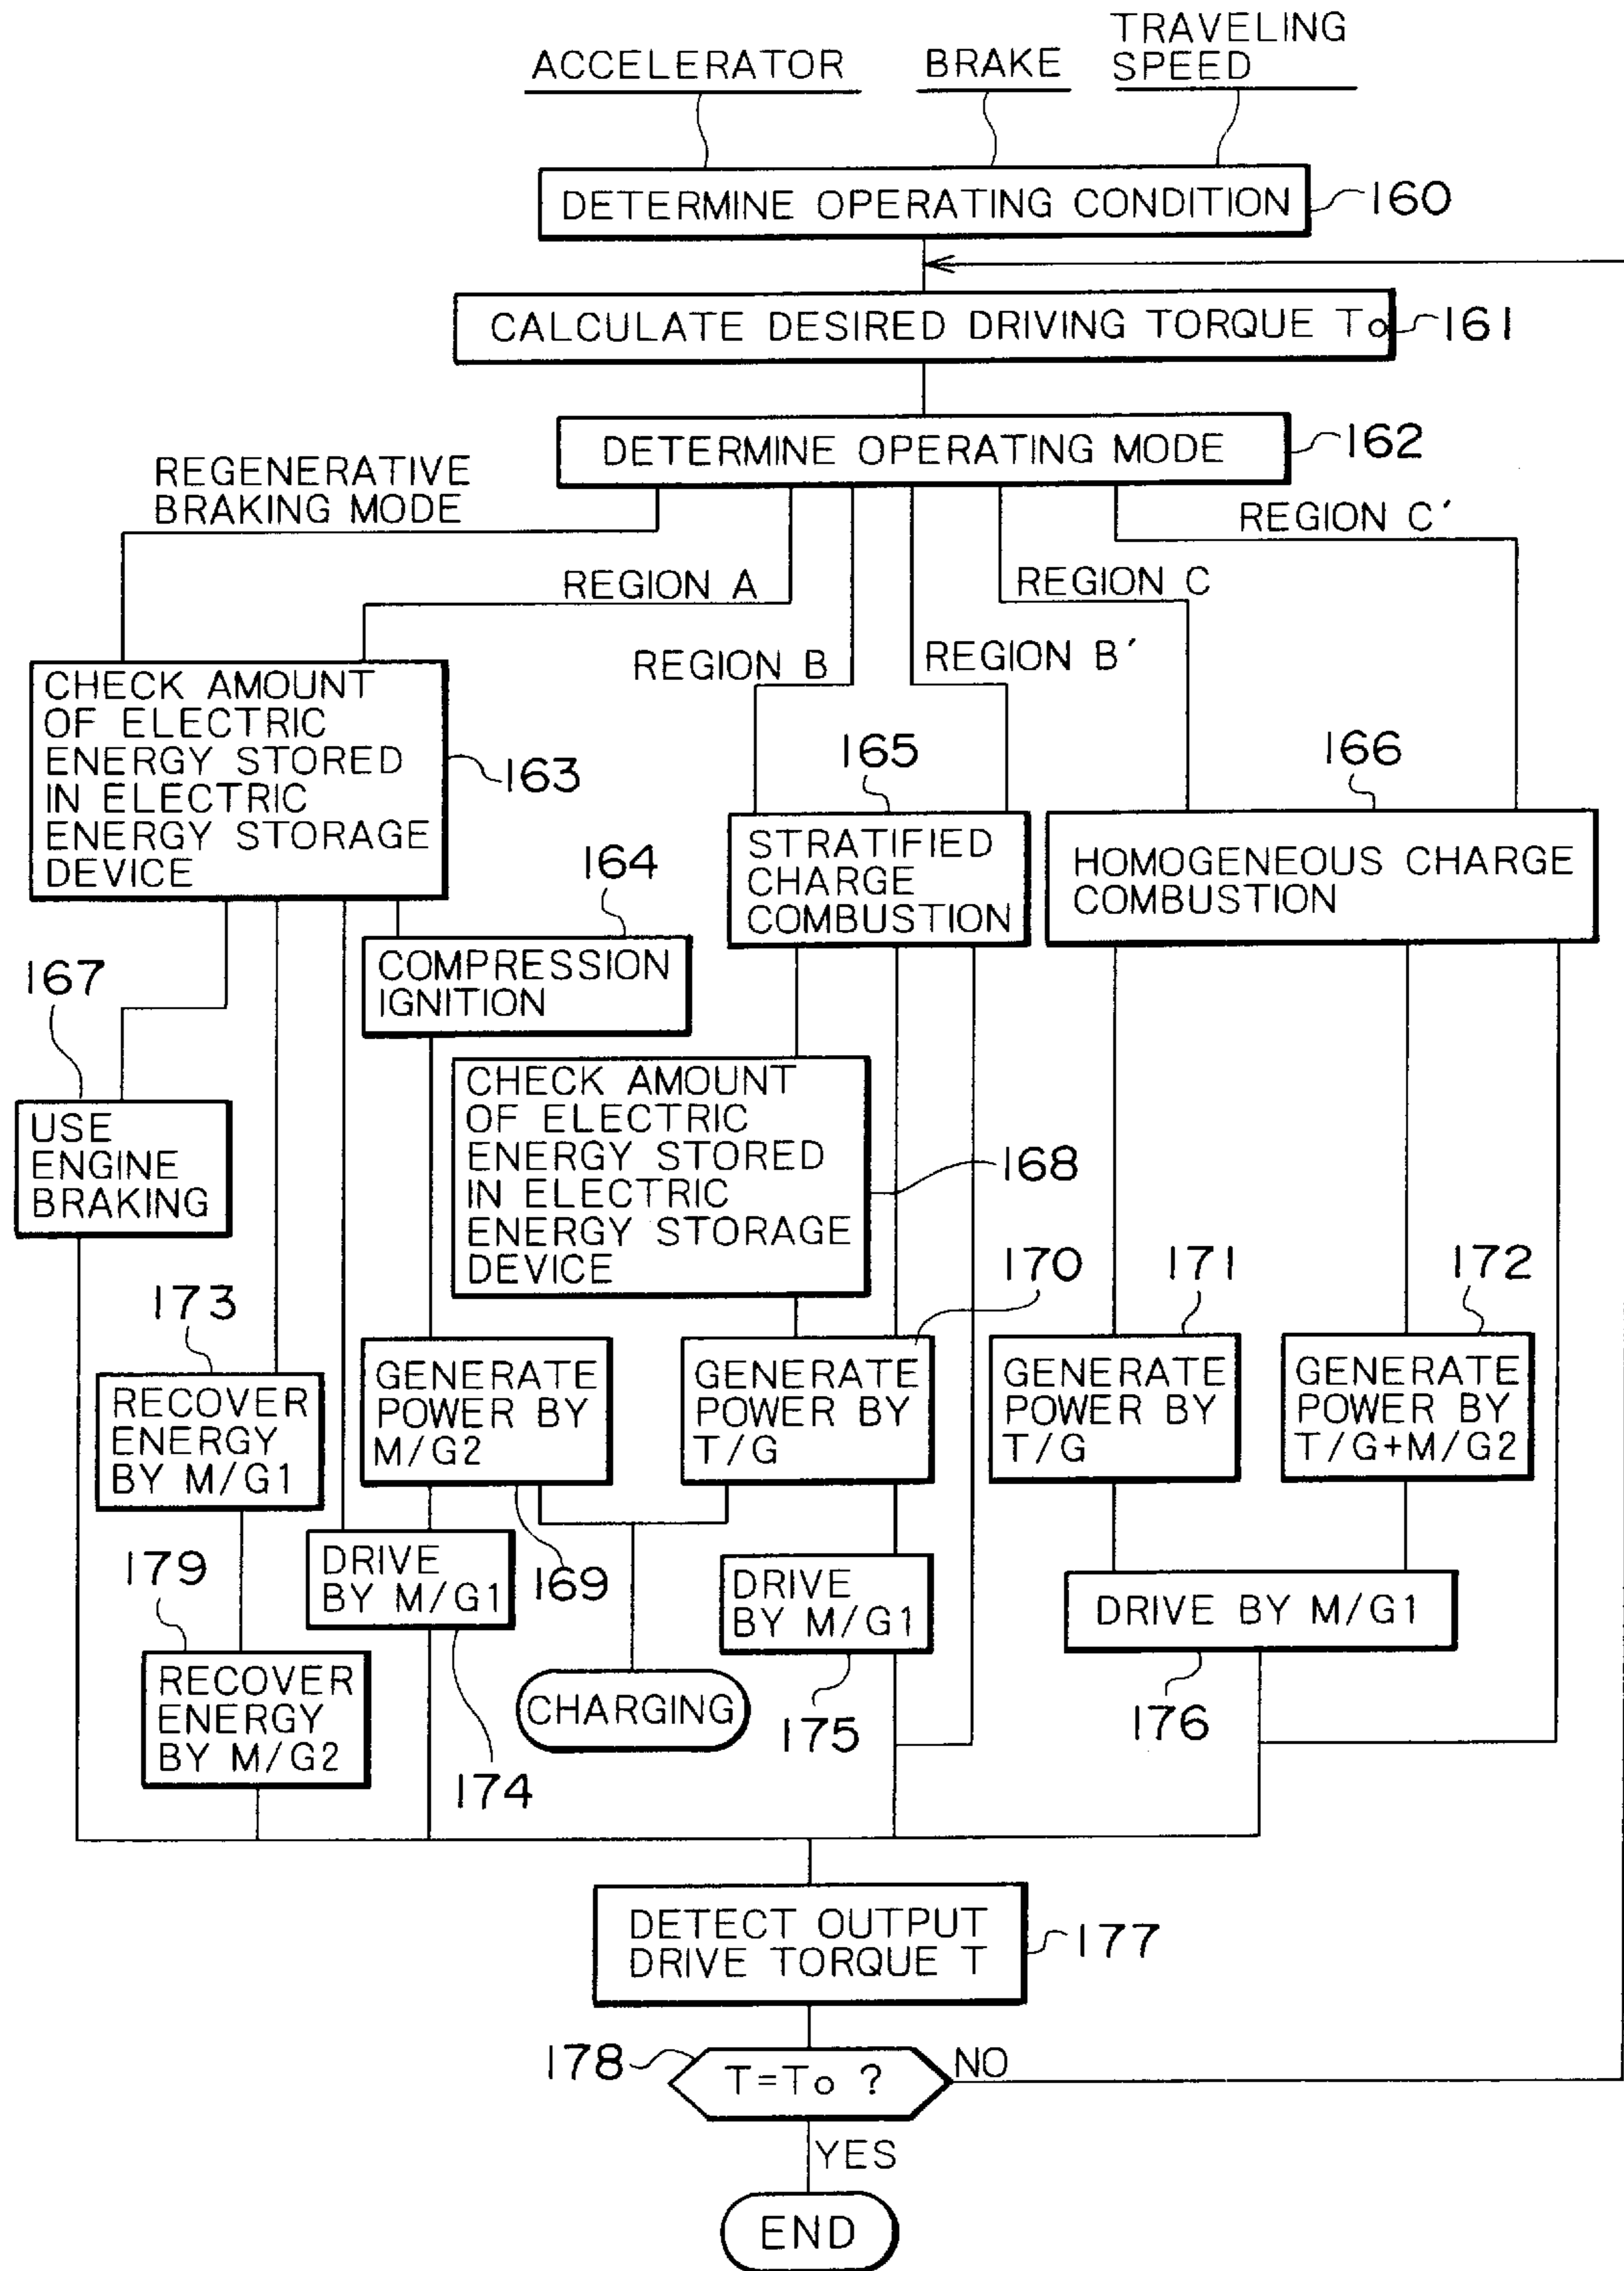 ACCELERATOR
BRAKE
TRAVELING
SPEED
DETERMINE OPERATING CONDITION
160
CALCULATE DESIRED DRIVING TORQUE To
161
DETERMINE OPERATING MODE
162
REGENERATIVE
BRAKING MODE
REGION C'
REGION A
REGION C
REGION B
REGION B'
CHECK AMOUNT
OF ELECTRIC
ENERGY STORED
IN ELECTRIC
ENERGY STORAGE
DEVICE
163
165
166
STRATIFIED
CHARGE
COMBUSTION
HOMOGENEOUS CHARGE
COMBUSTION
164
COMPRESSION
IGNITION
167
USE
ENGINE
BRAKING
CHECK AMOUNT
OF ELECTRIC
ENERGY STORED
IN ELECTRIC
ENERGY STORAGE
DEVICE
168
170
171
172
173
RECOVER
ENERGY
BY M/G1
GENERATE
POWER BY
M/G2
GENERATE
POWER BY
T/G
GENERATE
POWER BY
T/G
GENERATE
POWER BY
T/G+M/G2
179
DRIVE
BY M/G1
169
DRIVE
BY M/G1
DRIVE BY M/G1
RECOVER
ENERGY
BY M/G2
174
CHARGING
175
176
DETECT OUTPUT
DRIVE TORQUE T
177
178
T=To ?
NO
YES
END